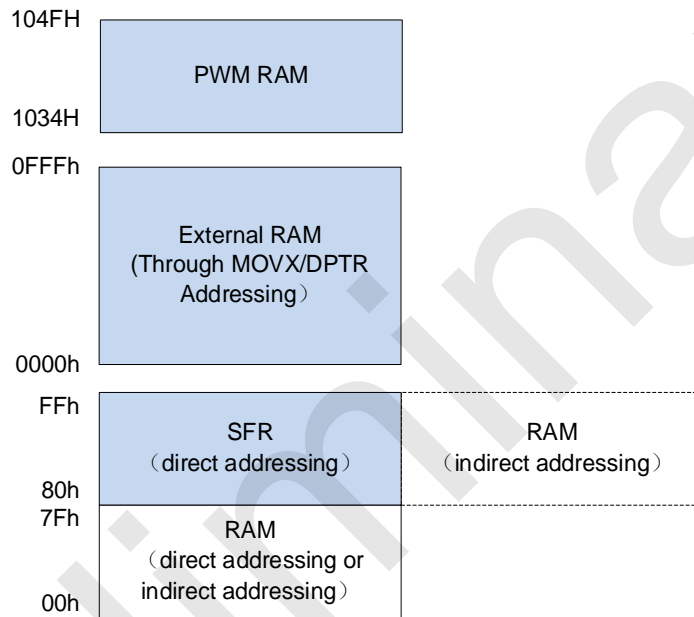 104FH
PWM RAM
1034H
0FFFh
External RAM
(Through MOVX/DPTR
Addressing）
0000h
FFh
SFR
（direct addressing）
RAM
（indirect addressing）
80h
7Fh
RAM
（direct addressing or
indirect addressing）
00h